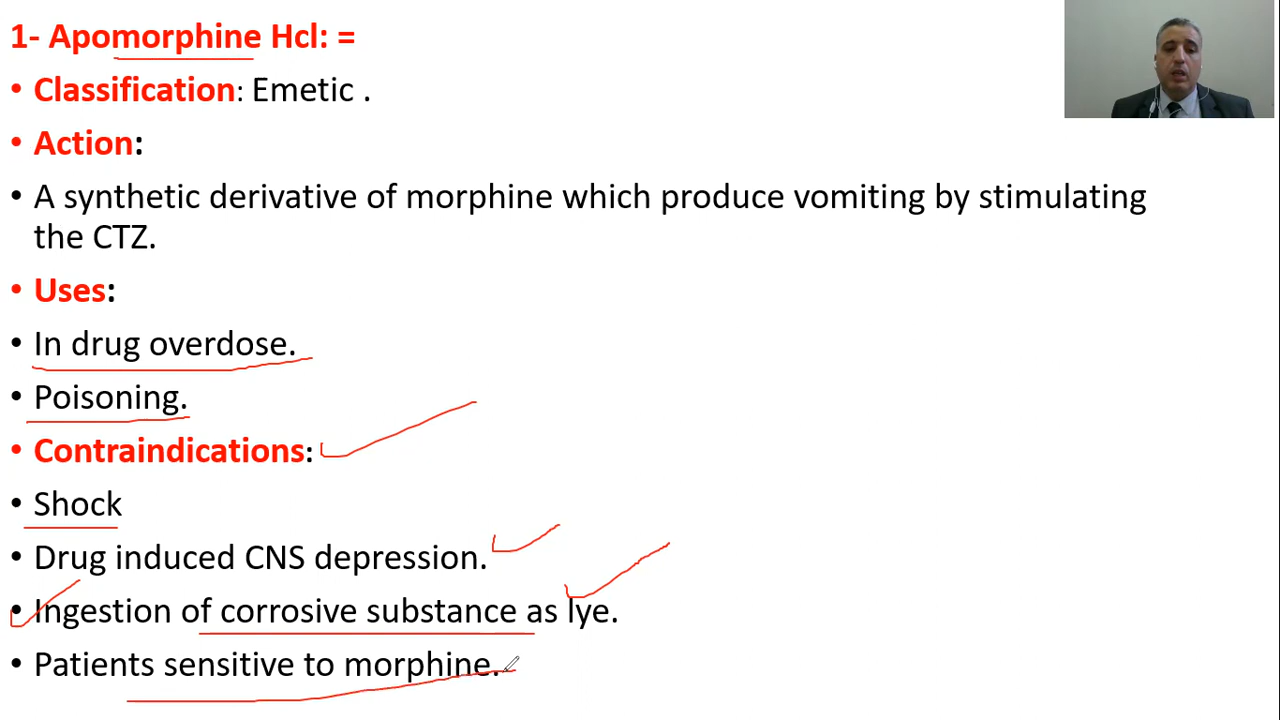 1- Apomorphine Hcl: =
• Classification: Emetic .
• Action:
• A synthetic derivative of morphine which produce vomiting by stimulating
the CTZ.
• Uses:
• In drug overdose.
• Poisoning.
• Contraindications:
• Shock
• Drug induced CNS depression.
• Ingestion of corrosive substance as lye.
• Patients sensitive to morphine.